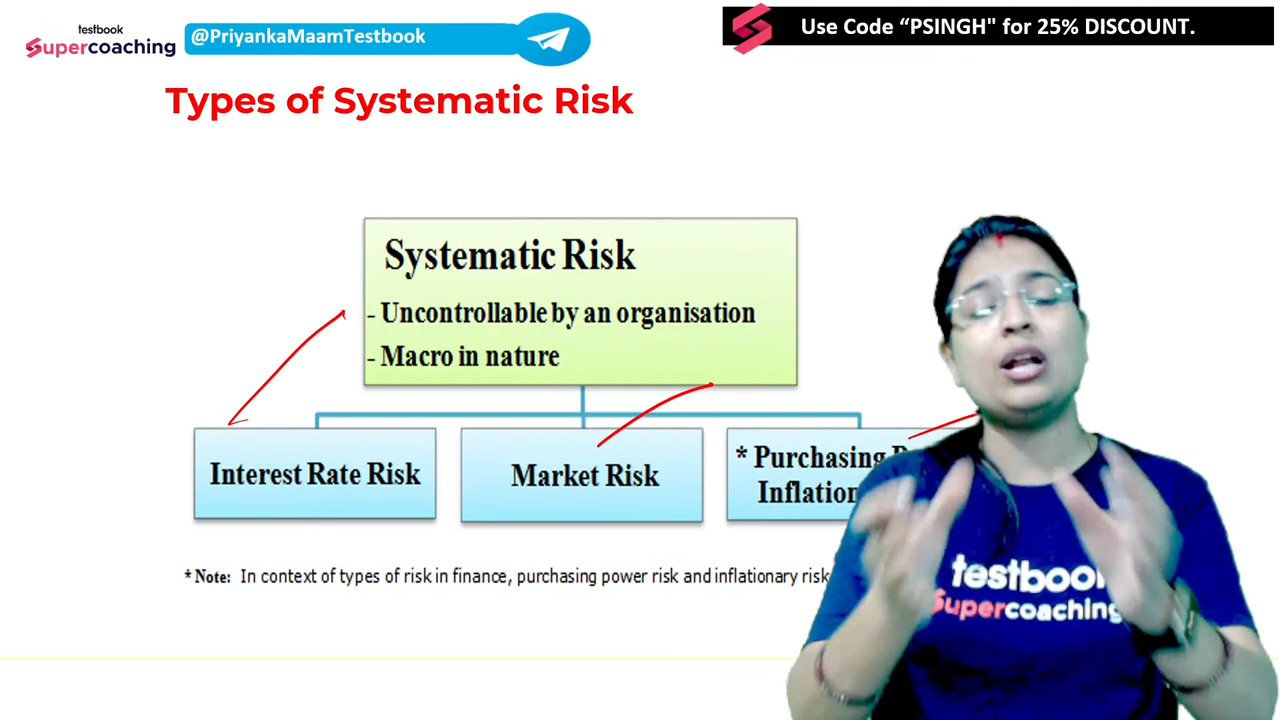 testbook
Supercoaching
@PriyankaMaamTestbook
Use Code “PSINGH" for 25% DISCOUNT.
Types of Systematic Risk
Systematic Risk
- Uncontrollable by an organisation
- Macro in nature
Interest Rate Risk
Market Risk
* Purchasing
Inflation
* Note: In context of types of risk in finance, purchasing power risk and inflationary risk
testbook
Supercoaching